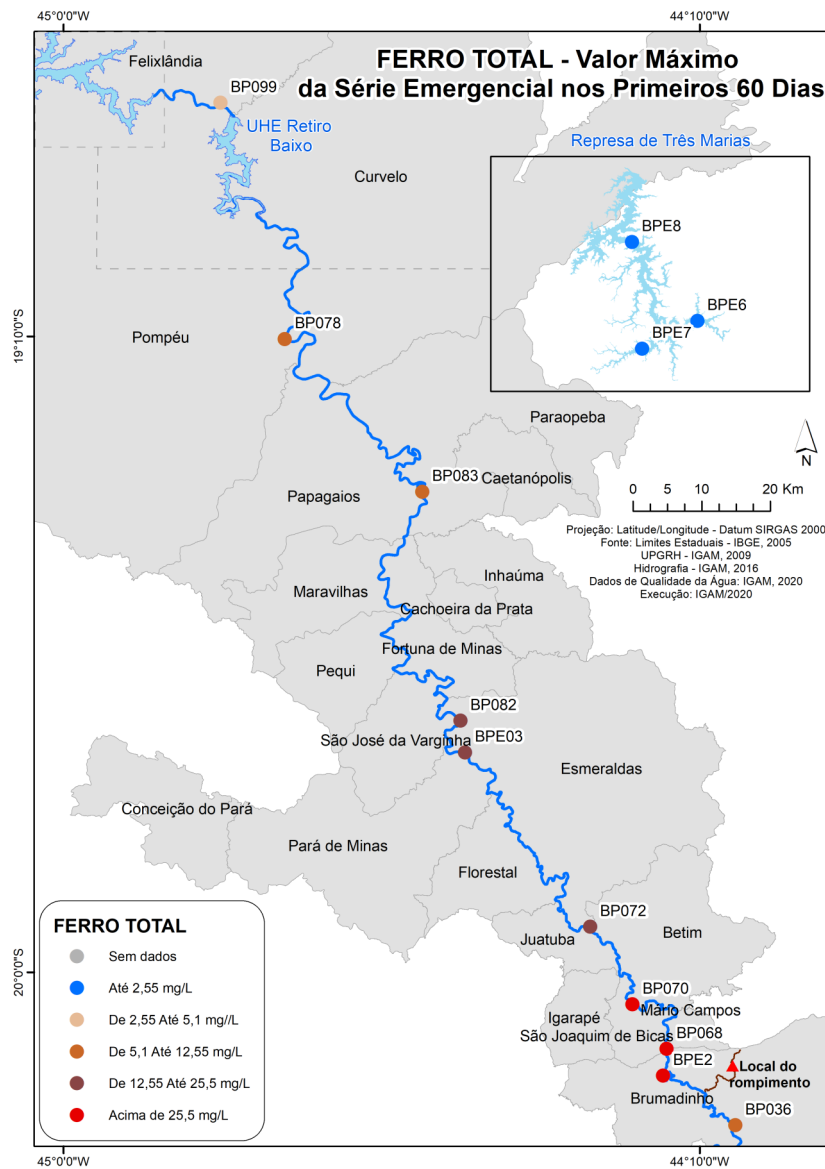 45°0'0"W
44°10'0"W
FERRO TOTAL - Valor Máximo
da Série Emergencial nos Primeiros 60 Dias
Felixlândia
BP099
UHE Retiro
Baixo
Curvelo
Represa de Três Marias
BPE8
BPE6
BPE7
BP078
Pompéu
19°10'0"S
Paraopeba
N
BP083
Caetanópolis
Papagaios
0 5 10 20 Km
Projeção: Latitude/Longitude - Datum SIRGAS 2000
Fonte: Limites Estaduais - IBGE, 2005
UPGRH - IGAM, 2009
Hidrografia - IGAM, 2016
Dados de Qualidade da Água: IGAM, 2020
Execução: IGAM/2020
Inhaúma
Maravilhas
Cachoeira da Prata
Fortuna de Minas
Pequi
BP082
São José da Varginha
BPE03
Esmeraldas
Conceição do Pará
Pará de Minas
Florestal
BP072
Juatuba
Betim
20°0'0"S
BP070
Mário Campos
Igarapé
São Joaquim de Bicas
BP068
BPE2
Local do
rompimento
Brumadinho
BP036
FERRO TOTAL
Sem dados
Até 2,55 mg/L
De 2,55 Até 5,1 mg//L
De 5,1 Até 12,55 mg/L
De 12,55 Até 25,5 mg/L
Acima de 25,5 mg/L
45°0'0"W
44°10'0"W